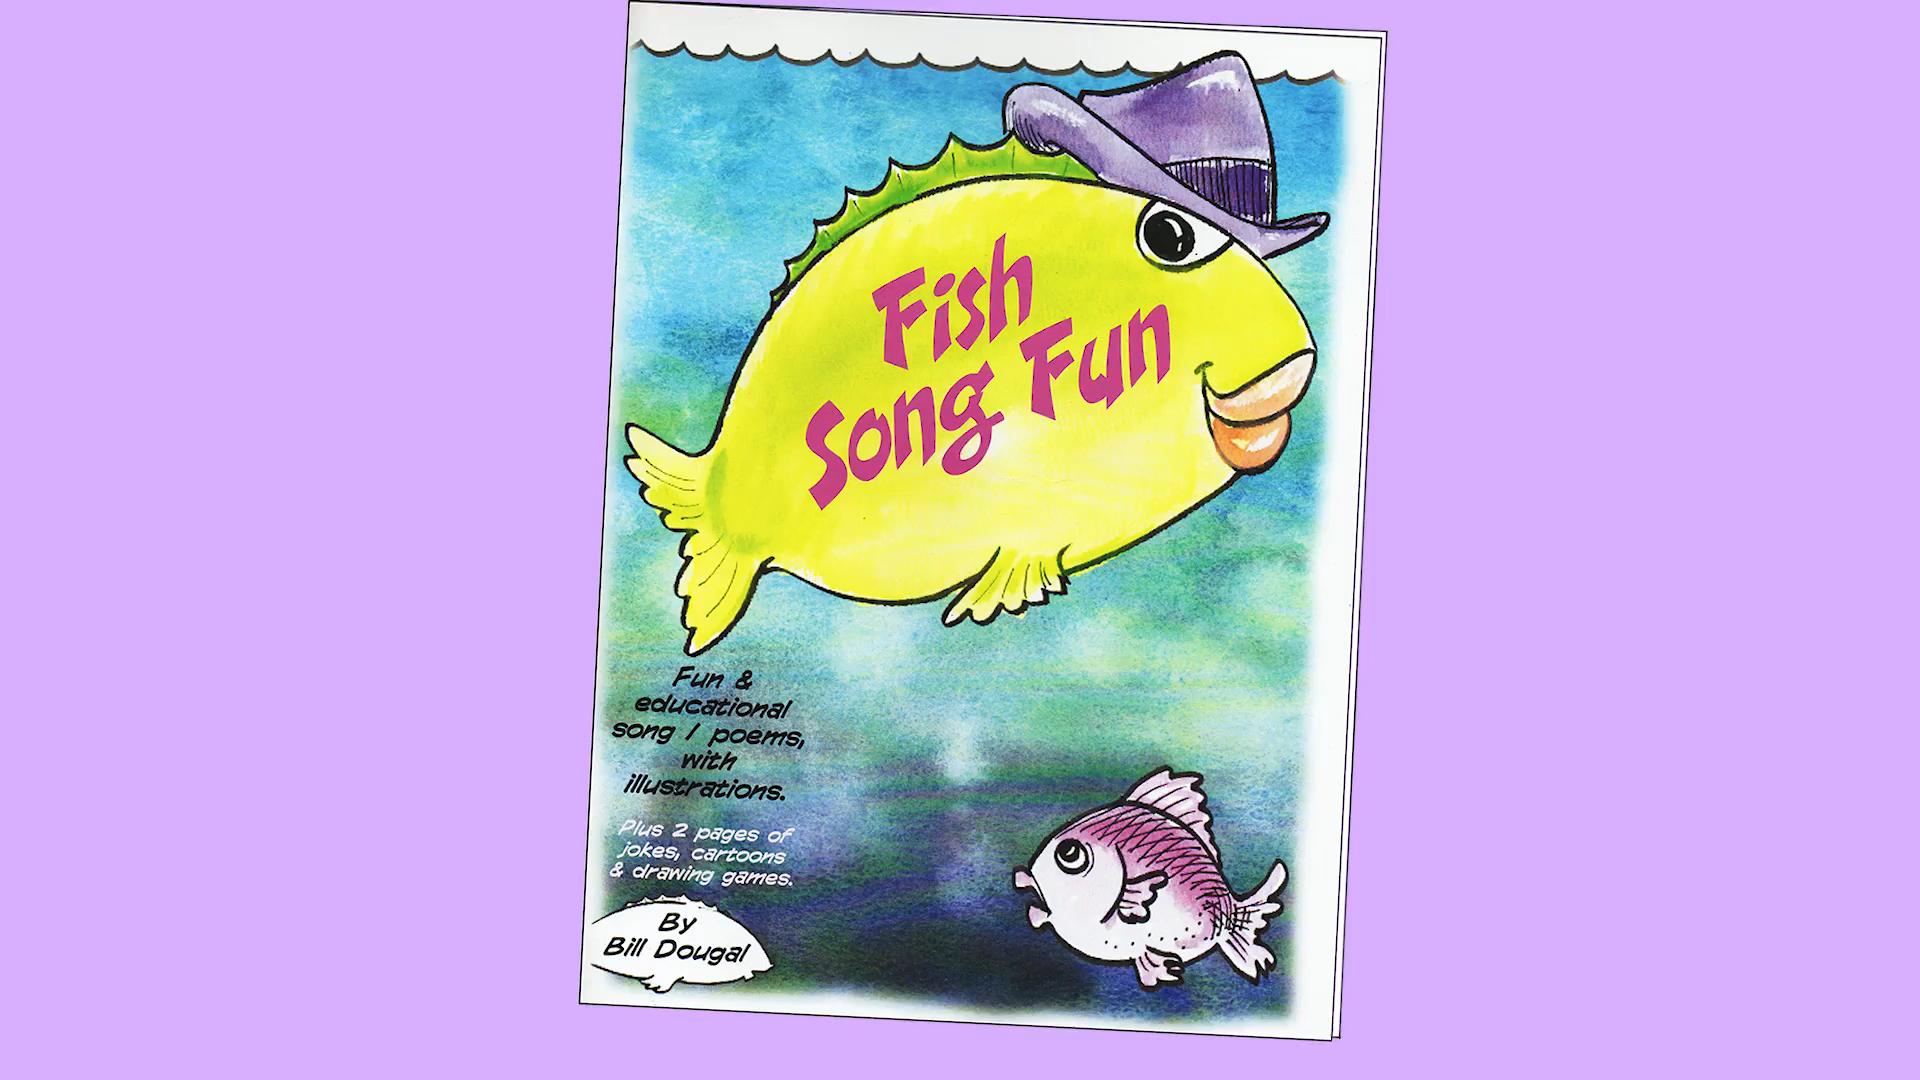 Fish
Song Fun
Fun &
educational
song / poems,
with
illustrations.
Plus 2 pages of
jokes, cartoons
& drawing games.
By
Bill Dougal